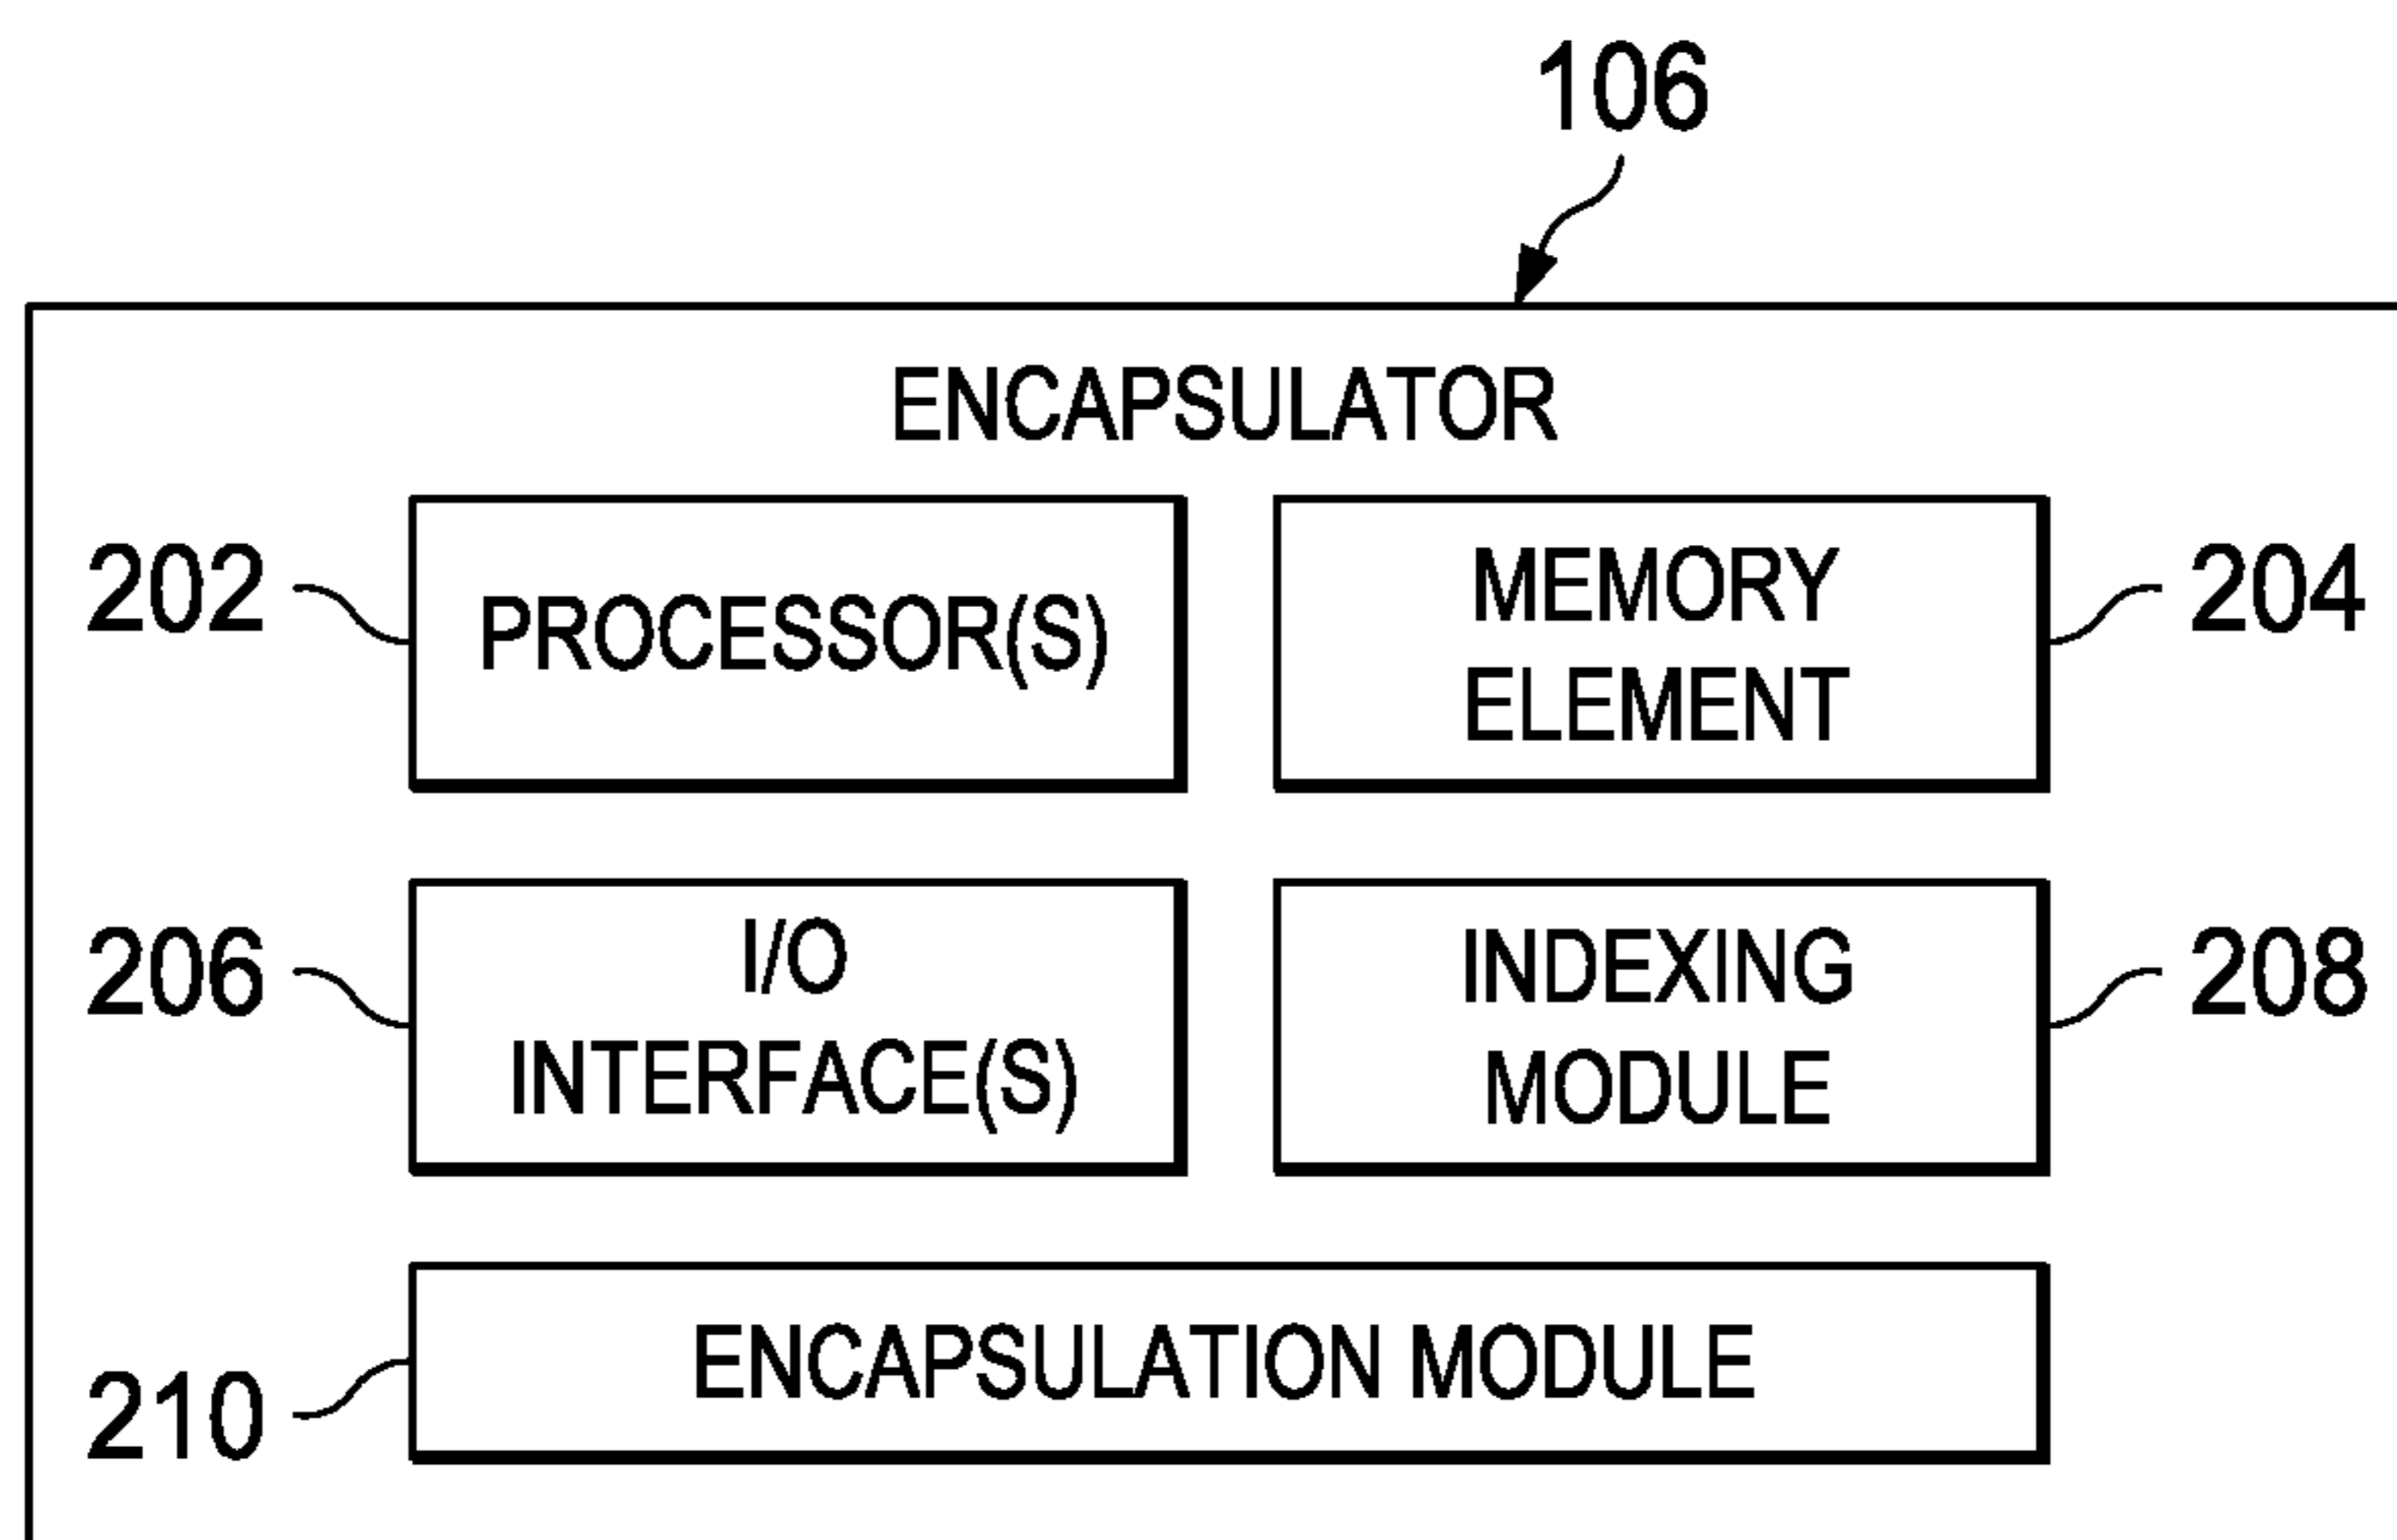 106
ENCAPSULATOR
202
PROCESSOR(S)
MEMORY
ELEMENT
204
206
I/O
INTERFACE(S)
INDEXING
MODULE
208
210
ENCAPSULATION MODULE